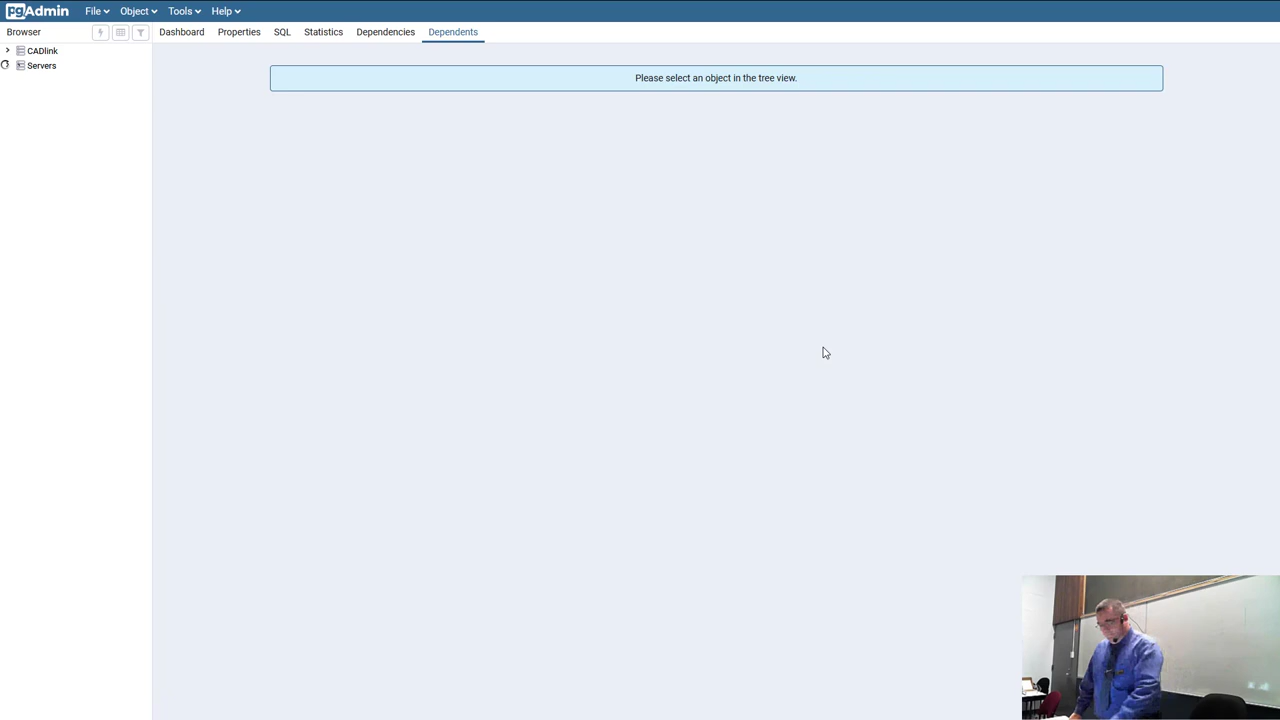 pgAdmin File Object Tools Help
Browser Dashboard Properties SQL Statistics Dependencies Dependents
CADlink
Servers
Please select an object in the tree view.